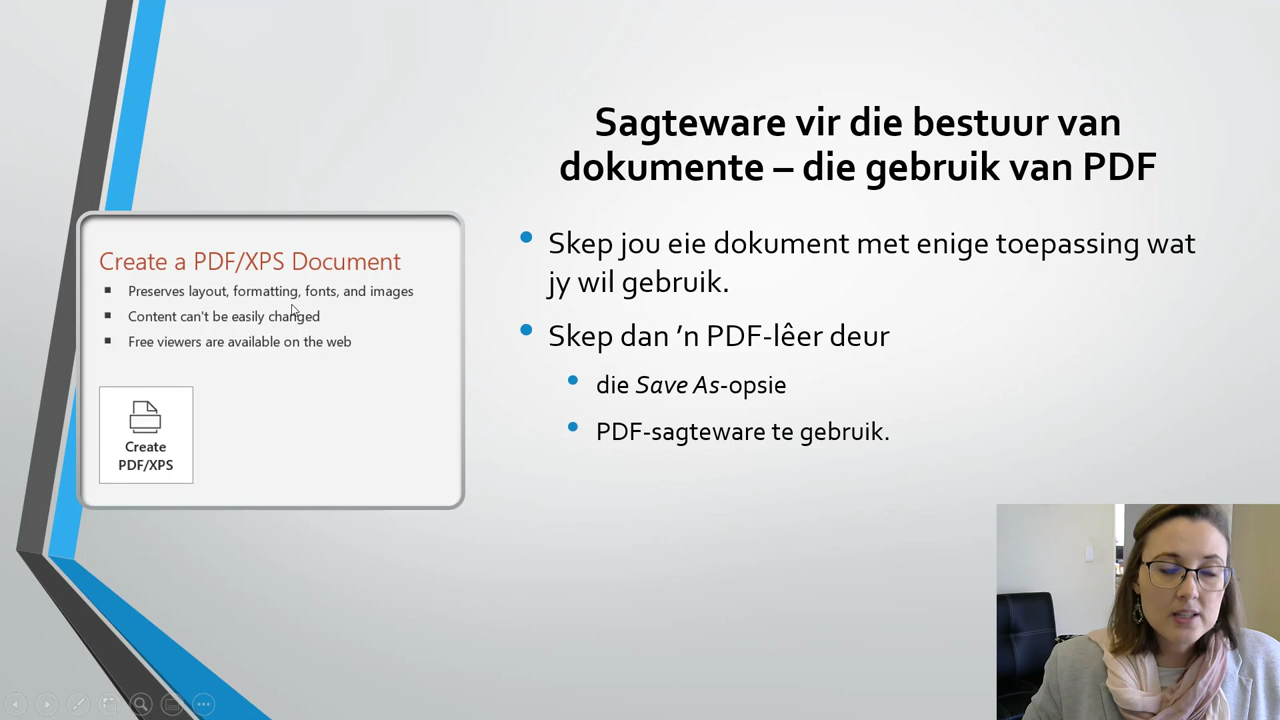 Sagteware vir die bestuur van
dokumente – die gebruik van PDF
Create a PDF/XPS Document
Preserves layout, formatting, fonts, and images
Content can't be easily changed
Free viewers are available on the web
Create
PDF/XPS
Skep jou eie dokument met enige toepassing wat
jy wil gebruik.
Skep dan ’n PDF-lêer deur
die Save As-opsie
PDF-sagteware te gebruik.